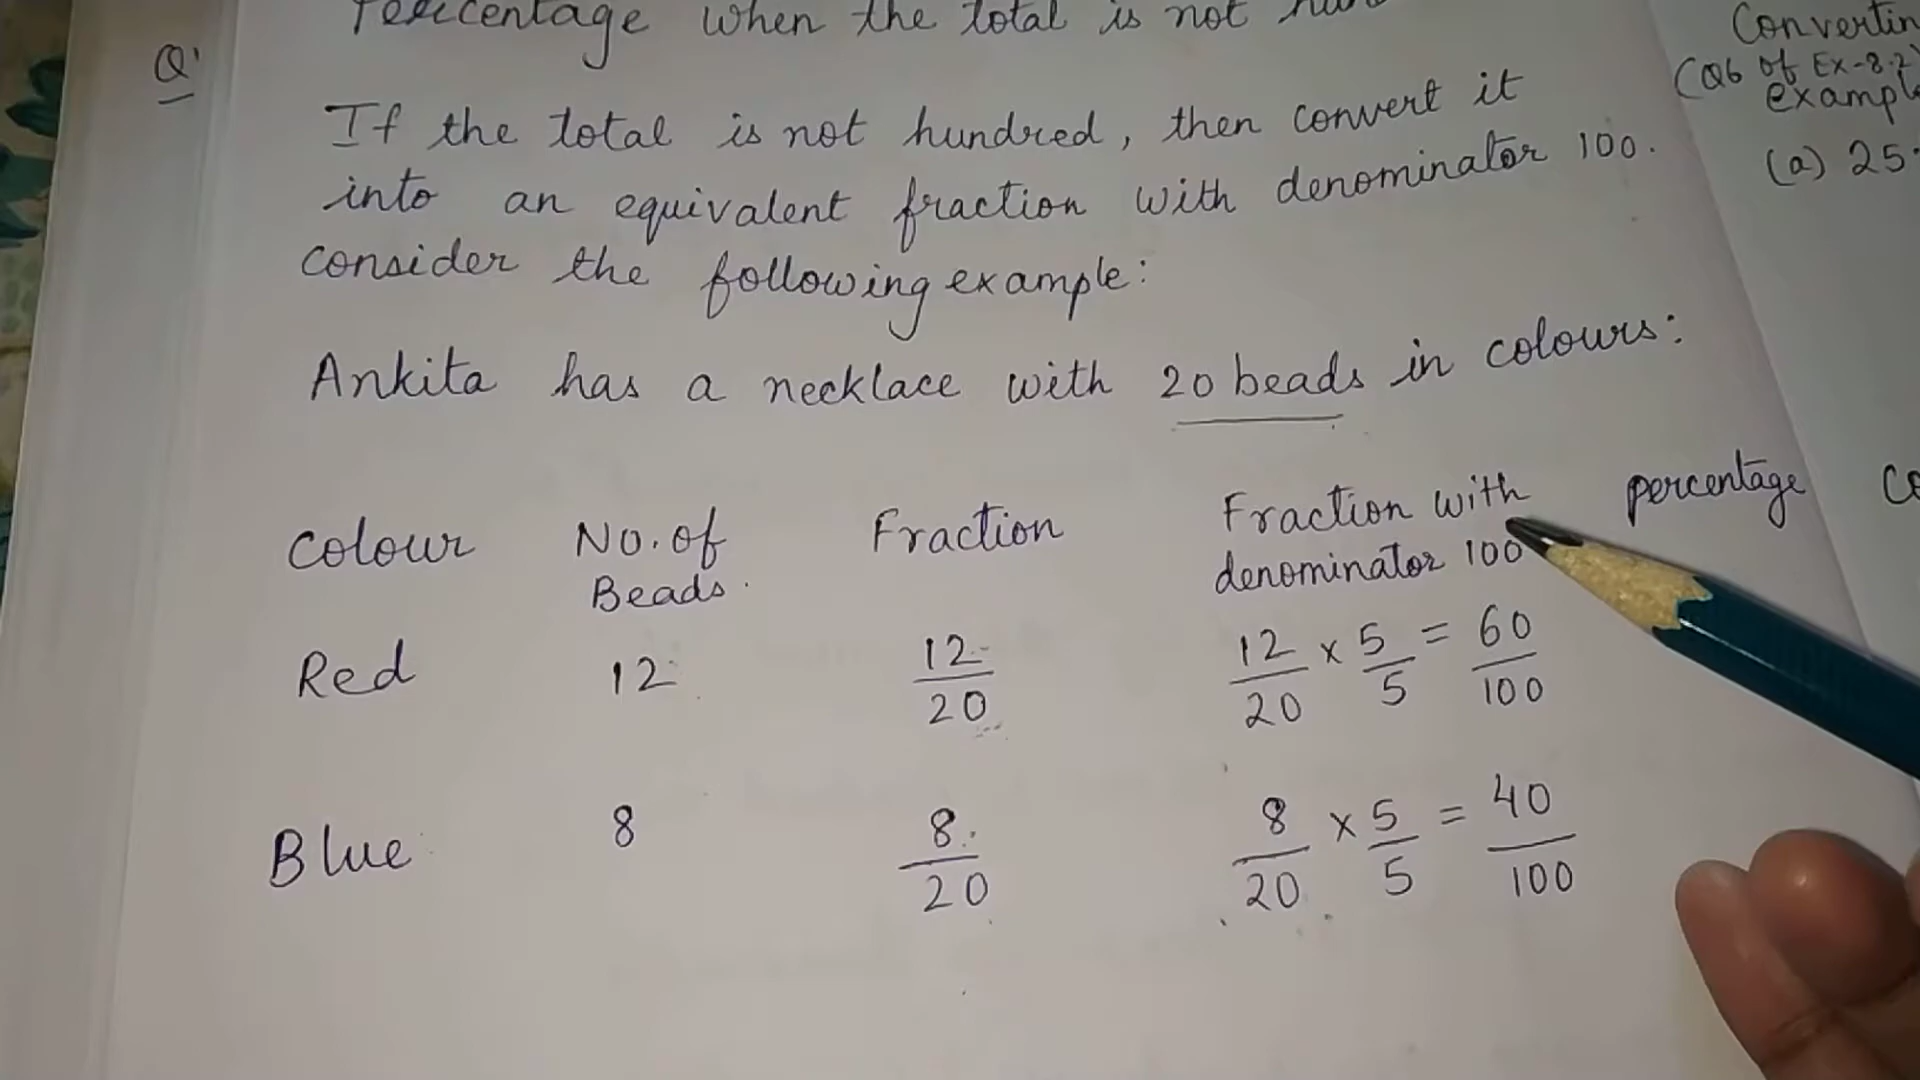 Percentage when the total is not
Q'
If the total is not hundred, then convert it
into an equivalent fraction with denominator 100.
consider the following example:
Ankita has a necklace with 20 beads in colours:
Colour No. of Beads. Fraction Fraction with denominator 100 percentage
Red 12 12/20 12/20 × 5/5 = 60/100
Blue 8 8/20 8/20 × 5/5 = 40/100
(Q6 of Ex-8.2)
(a) 25